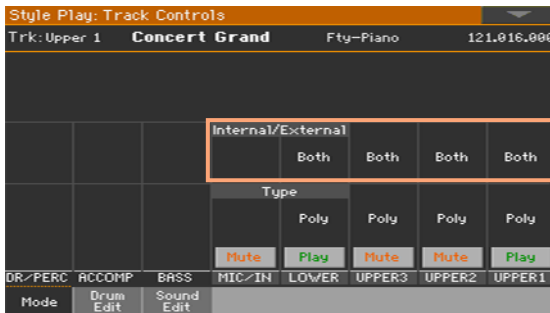 Style Play: Track Controls
Trk:Upper 1 Concert Grand Fty-Piano 121.016.000
Internal/External
Both Both Both Both
Type
Poly Poly Poly Poly
Mute Play Mute Mute Play
DR/PERC ACCOMP BASS MIC/IN LOWER UPPER3 UPPER2 UPPER1
Mode Drum Edit Sound Edit